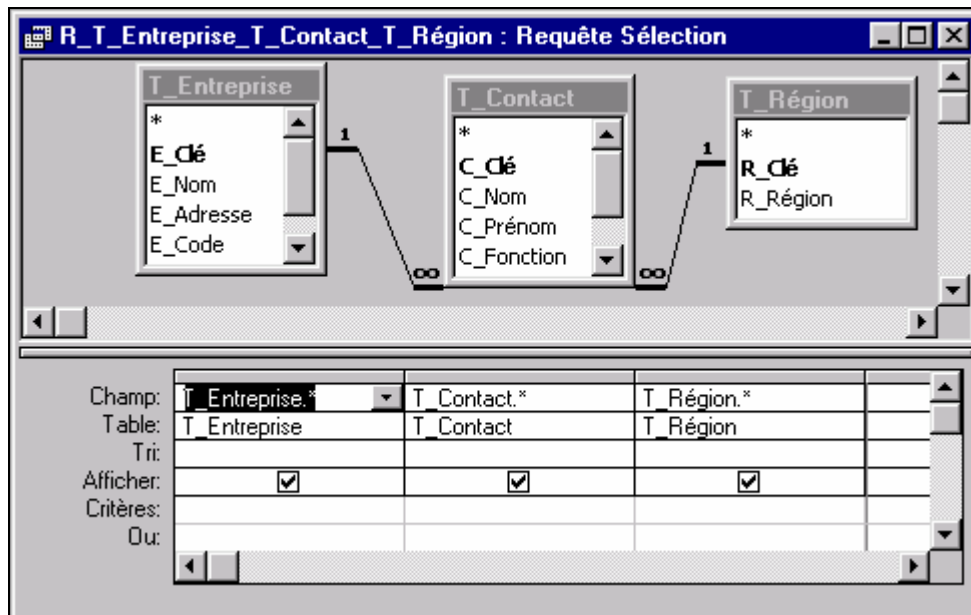 R_T_Entreprise_T_Contact_T_Région : Requête Sélection
T_Entreprise
*
E_Clé
E_Nom
E_Adresse
E_Code
1
∞
T_Contact
*
C_Clé
C_Nom
C_Prénom
C_Fonction
∞
1
T_Région
*
R_Clé
R_Région
Champ: T_Entreprise.* T_Contact.* T_Région.*
Table: T_Entreprise T_Contact T_Région
Tri:
Afficher:
Critères:
Ou: